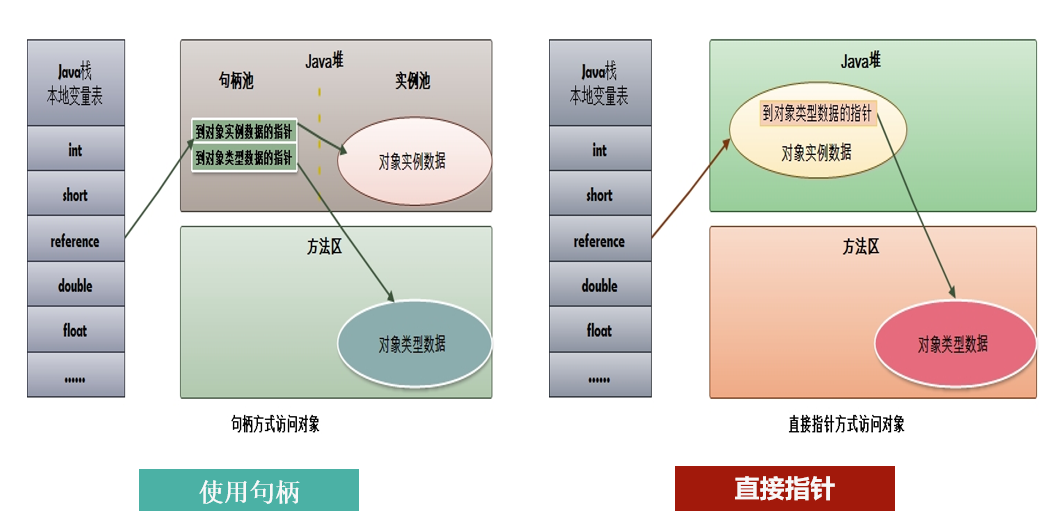 Java栈
本地变量表
int
short
reference
double
float
......
Java堆
句柄池
实例池
到对象实例数据的指针
到对象类型数据的指针
对象实例数据
方法区
对象类型数据
句柄方式访问对象
使用句柄
Java栈
本地变量表
int
short
reference
double
float
......
Java堆
到对象类型数据的指针
对象实例数据
方法区
对象类型数据
直接指针方式访问对象
直接指针